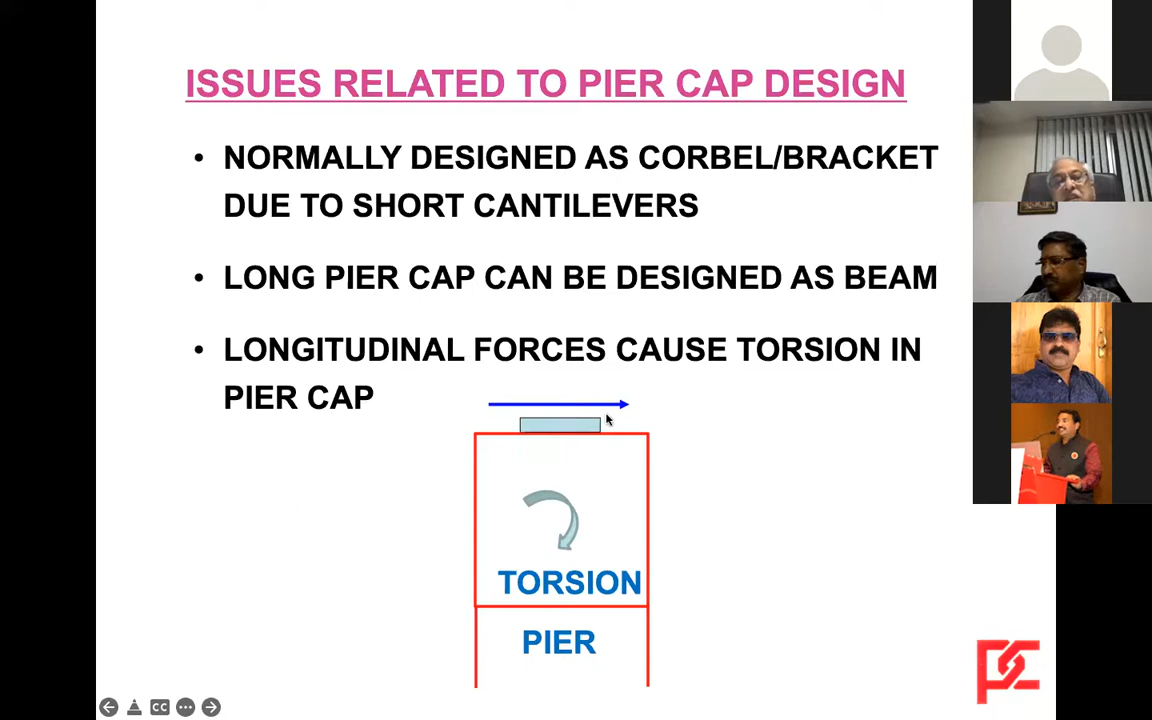 ISSUES RELATED TO PIER CAP DESIGN
• NORMALLY DESIGNED AS CORBEL/BRACKET
DUE TO SHORT CANTILEVERS
• LONG PIER CAP CAN BE DESIGNED AS BEAM
• LONGITUDINAL FORCES CAUSE TORSION IN
PIER CAP
TORSION
PIER
CC